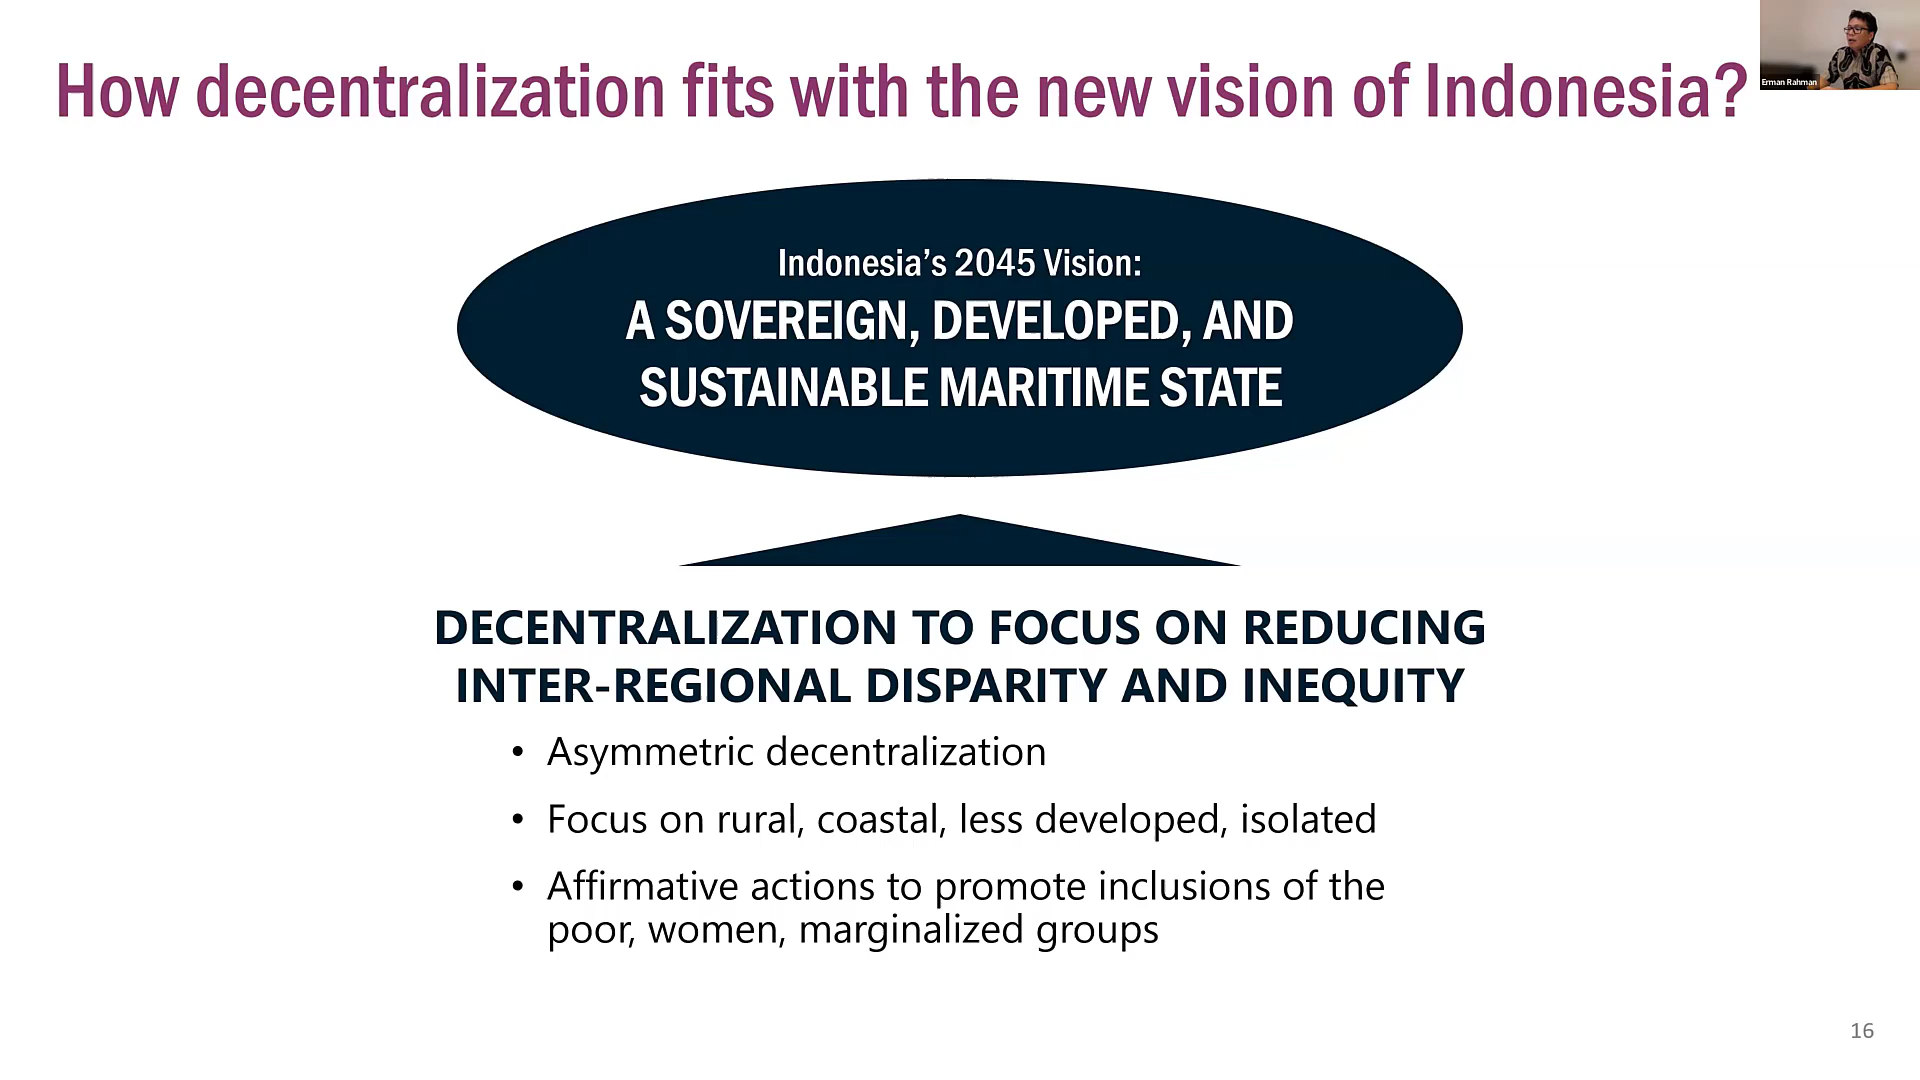 How decentralization fits with the new vision of Indonesia?
Erman Rahman
Indonesia’s 2045 Vision:
A SOVEREIGN, DEVELOPED, AND
SUSTAINABLE MARITIME STATE
DECENTRALIZATION TO FOCUS ON REDUCING
INTER-REGIONAL DISPARITY AND INEQUITY
• Asymmetric decentralization
• Focus on rural, coastal, less developed, isolated
• Affirmative actions to promote inclusions of the
poor, women, marginalized groups
16